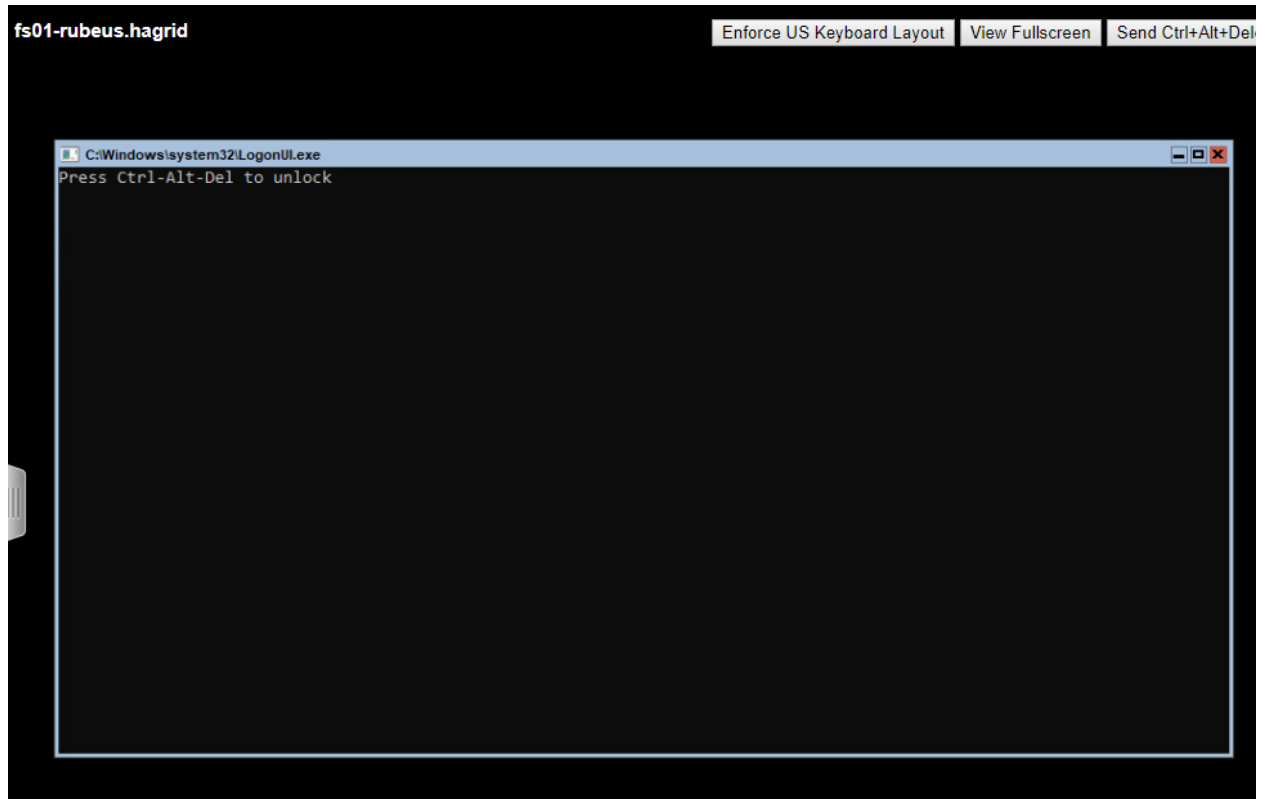 fs01-rubeus.hagrid
Enforce US Keyboard Layout View Fullscreen Send Ctrl+Alt+Del
C:\Windows\system32\LogonUI.exe
Press Ctrl-Alt-Del to unlock